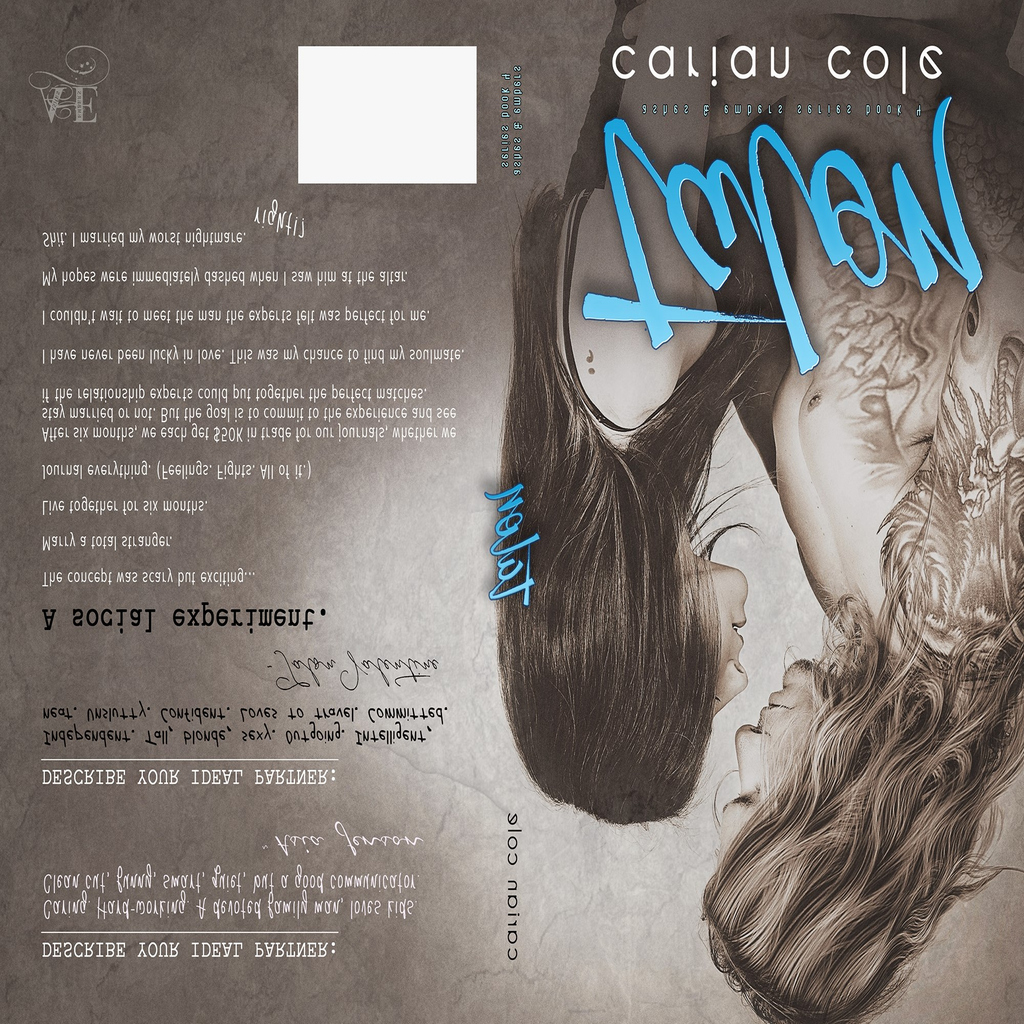 DESCRIBE YOUR IDEAL PARTNER:
Caring. Hard-working. A devoted family man, loves kids.
Clean cut, funny, smart, quiet, but a good communicator.
~ Asia Jenson
DESCRIBE YOUR IDEAL PARTNER:
Independent. Tall, blonde, sexy. Outgoing. Intelligent,
neat. Unslutty. Confident. Loves to travel. Committed.
-Talon Valentine
A social experiment.
The concept was scary but exciting...
Marry a total stranger.
Live together for six months.
Journal everything. (Feelings. Fights. All of it.)
After six months, we each get $50K in trade for our journals, whether we
stay married or not. But the goal is to commit to the experience and see
if the relationship experts could put together the perfect matches.
I have never been lucky in love. This was my chance to find my soulmate.
I couldn't wait to meet the man the experts felt was perfect for me.
My hopes were immediately dashed when I saw him at the altar.
Shit. I married my worst nightmare.
right!?
VE
carian cole
Talon
ashes & embers
series book 4
Talon
ashes & embers series book 4
carian cole